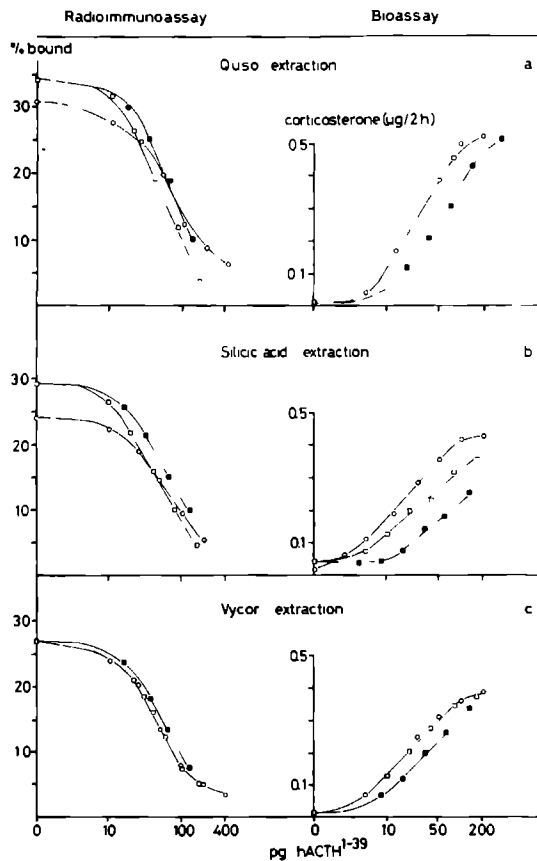 Radioimmunoassay Bioassay
% bound
Quso extraction a
corticosterone (µg/2 h)
30
20
10
0.5
0.1
Silicic acid extraction b
30
20
10
0.5
0.1
Vycor extraction c
30
20
10
0.5
0.1
0 10 100 400 0 10 50 200
pg hACTH1-39